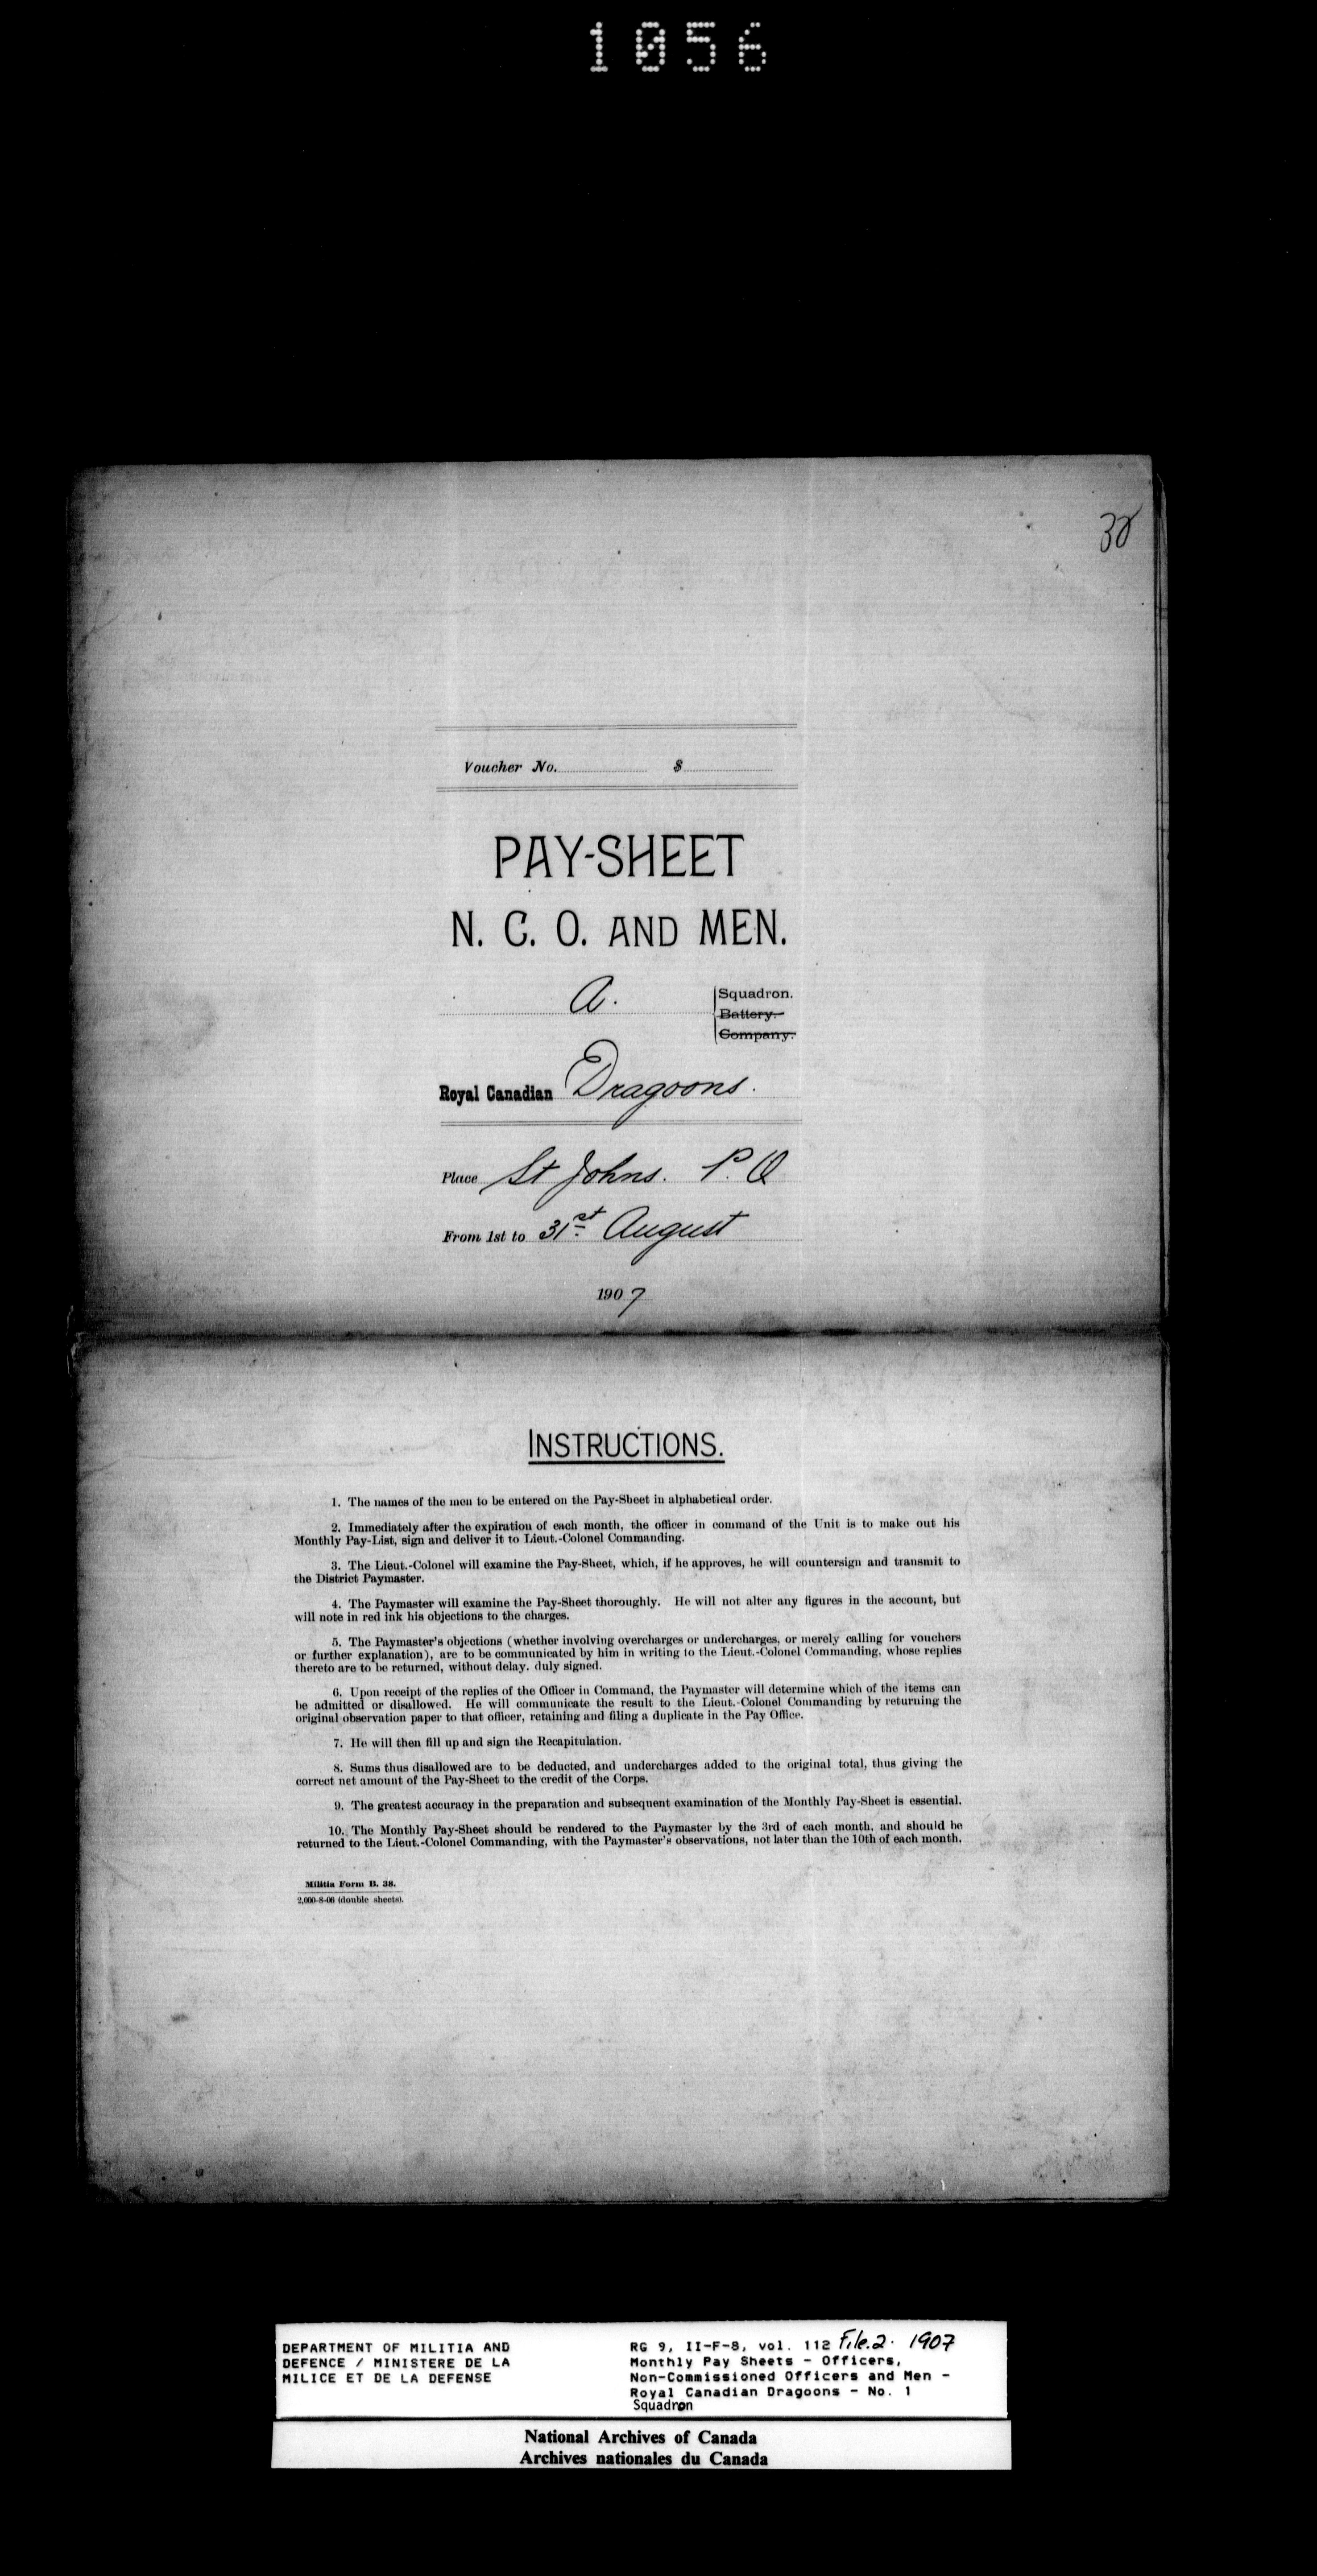 1056
38
Voucher No. $
PAY-SHEET
N. C. O. AND MEN.
A. Squadron.
Battery.
Company.
Royal Canadian Dragoons.
Place St Johns. P. Q
From 1st to 31st August
1907
INSTRUCTIONS.
1. The names of the men to be entered on the Pay-Sheet in alphabetical order.
2. Immediately after the expiration of each month, the officer in command of the Unit is to make out his
Monthly Pay-List, sign and deliver it to Lieut.-Colonel Commanding.
3. The Lieut.-Colonel will examine the Pay-Sheet, which, if he approves, he will countersign and transmit to
the District Paymaster.
4. The Paymaster will examine the Pay-Sheet thoroughly. He will not alter any figures in the account, but
will note in red ink his objections to the charges.
5. The Paymaster's objections (whether involving overcharges or undercharges, or merely calling for vouchers
or further explanation), are to be communicated by him in writing to the Lieut.-Colonel Commanding, whose replies
thereto are to be returned, without delay, duly signed.
6. Upon receipt of the replies of the Officer in Command, the Paymaster will determine which of the items can
be admitted or disallowed. He will communicate the result to the Lieut.-Colonel Commanding by returning the
original observation paper to that officer, retaining and filing a duplicate in the Pay Office.
7. He will then fill up and sign the Recapitulation.
8. Sums thus disallowed are to be deducted, and undercharges added to the original total, thus giving the
correct net amount of the Pay-Sheet to the credit of the Corps.
9. The greatest accuracy in the preparation and subsequent examination of the Monthly Pay-Sheet is essential.
10. The Monthly Pay-Sheet should be rendered to the Paymaster by the 3rd of each month, and should be
returned to the Lieut.-Colonel Commanding, with the Paymaster's observations, not later than the 10th of each month.
Militia Form B. 38.
2,000-8-06 (double sheets).
DEPARTMENT OF MILITIA AND
DEFENCE / MINISTERE DE LA
MILICE ET DE LA DEFENSE
RG 9, II-F-8, vol. 112 File.2. 1907
Monthly Pay Sheets - Officers,
Non-Commissioned Officers and Men -
Royal Canadian Dragoons - No. 1
Squadron
National Archives of Canada
Archives nationales du Canada